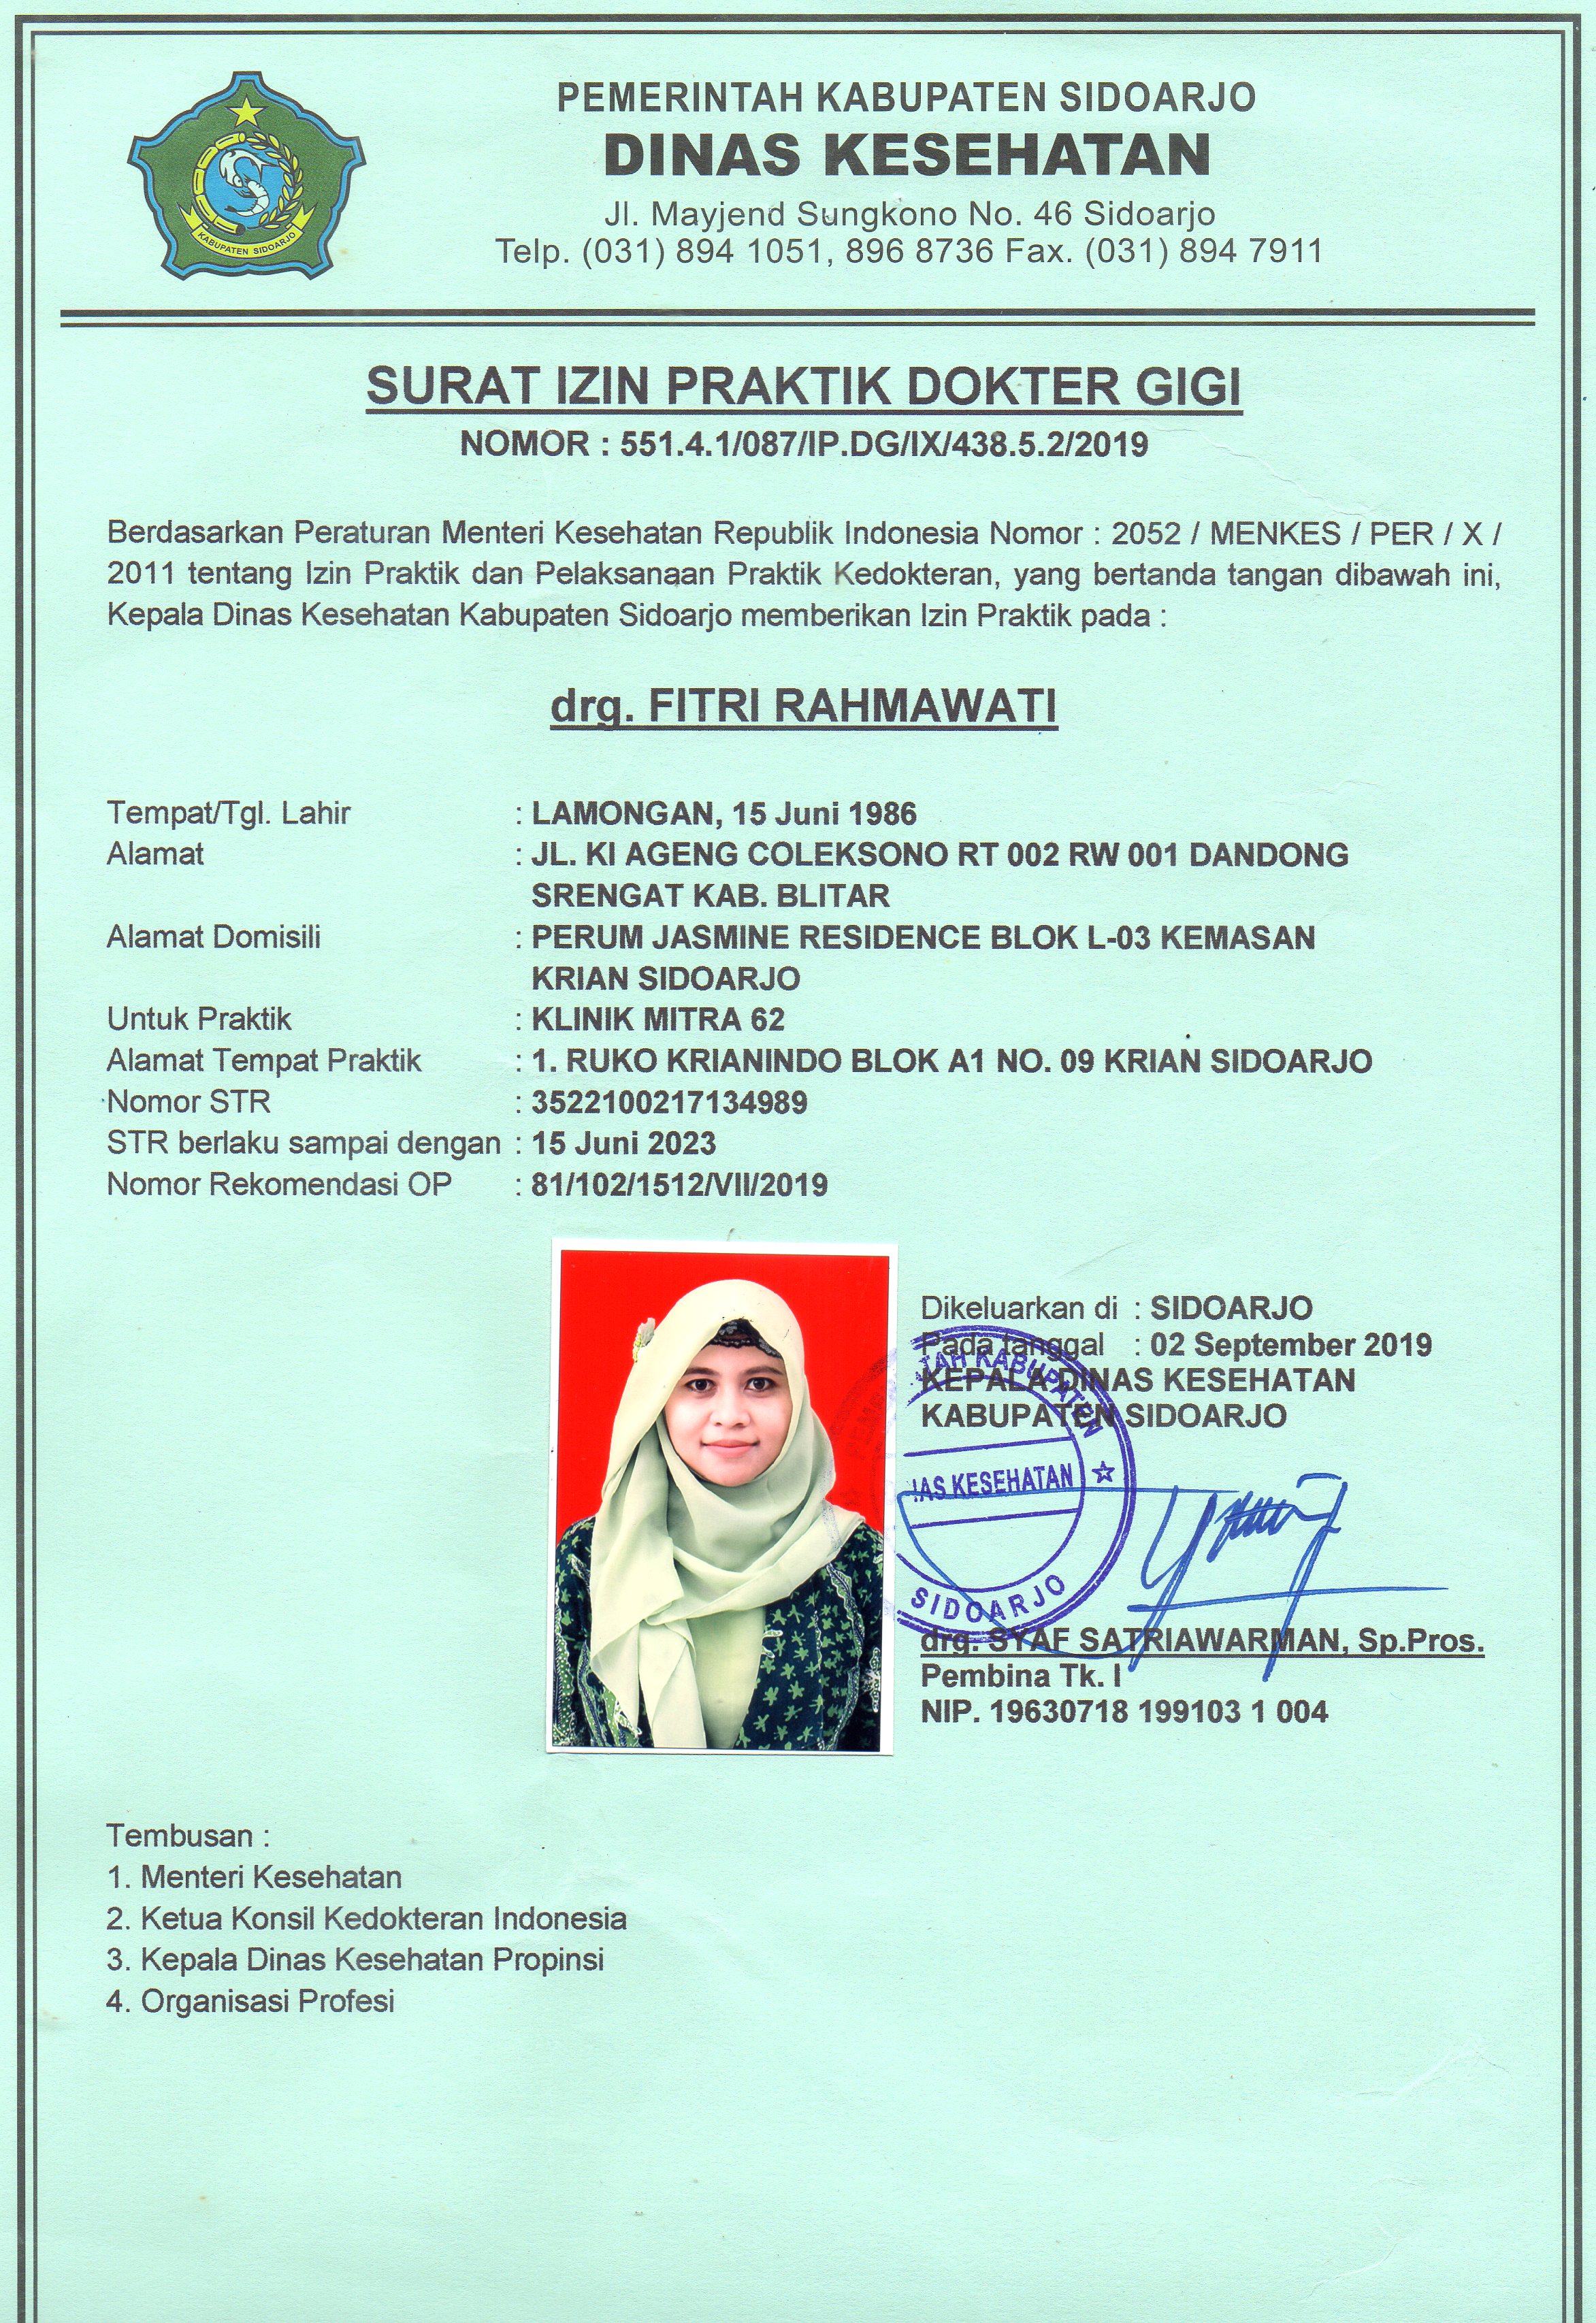 PEMERINTAH KABUPATEN SIDOARJO
DINAS KESEHATAN
Jl. Mayjend Sungkono No. 46 Sidoarjo
Telp. (031) 894 1051, 896 8736 Fax. (031) 894 7911
KABUPATEN SIDOARJO
SURAT IZIN PRAKTIK DOKTER GIGI
NOMOR : 551.4.1/087/IP.DG/IX/438.5.2/2019
Berdasarkan Peraturan Menteri Kesehatan Republik Indonesia Nomor : 2052 / MENKES / PER / X /
2011 tentang Izin Praktik dan Pelaksanaan Praktik Kedokteran, yang bertanda tangan dibawah ini,
Kepala Dinas Kesehatan Kabupaten Sidoarjo memberikan Izin Praktik pada :
drg. FITRI RAHMAWATI
Tempat/Tgl. Lahir : LAMONGAN, 15 Juni 1986
Alamat : JL. KI AGENG COLEKSONO RT 002 RW 001 DANDONG
SRENGAT KAB. BLITAR
Alamat Domisili : PERUM JASMINE RESIDENCE BLOK L-03 KEMASAN
KRIAN SIDOARJO
Untuk Praktik : KLINIK MITRA 62
Alamat Tempat Praktik : 1. RUKO KRIANINDO BLOK A1 NO. 09 KRIAN SIDOARJO
Nomor STR : 3522100217134989
STR berlaku sampai dengan : 15 Juni 2023
Nomor Rekomendasi OP : 81/102/1512/VII/2019
Dikeluarkan di : SIDOARJO
Pada tanggal : 02 September 2019
KEPALA DINAS KESEHATAN
KABUPATEN SIDOARJO
TAH KABUPATEN
NAS KESEHATAN
SIDOARJO
drg. SYAF SATRIAWARMAN, Sp.Pros.
Pembina Tk. I
NIP. 19630718 199103 1 004
Tembusan :
1. Menteri Kesehatan
2. Ketua Konsil Kedokteran Indonesia
3. Kepala Dinas Kesehatan Propinsi
4. Organisasi Profesi